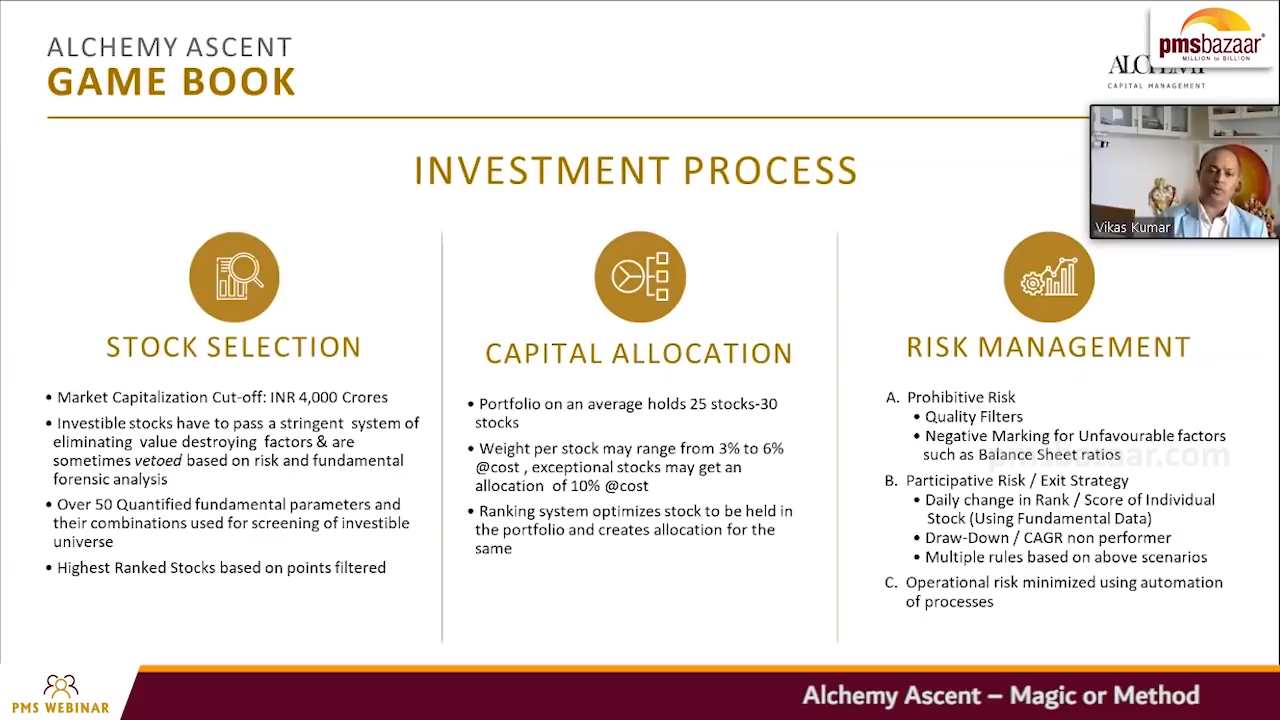 ALCHEMY ASCENT
GAME BOOK
pmsbazaar®
MILLION to BILLION
CAPITAL MANAGEMENT
Vikas Kumar
INVESTMENT PROCESS
STOCK SELECTION
• Market Capitalization Cut-off: INR 4,000 Crores
• Investible stocks have to pass a stringent system of
eliminating value destroying factors & are
sometimes vetoed based on risk and fundamental
forensic analysis
• Over 50 Quantified fundamental parameters and
their combinations used for screening of investible
universe
• Highest Ranked Stocks based on points filtered
CAPITAL ALLOCATION
• Portfolio on an average holds 25 stocks-30
stocks
• Weight per stock may range from 3% to 6%
@cost , exceptional stocks may get an
allocation of 10% @cost
• Ranking system optimizes stock to be held in
the portfolio and creates allocation for the
same
RISK MANAGEMENT
A. Prohibitive Risk
• Quality Filters
• Negative Marking for Unfavourable factors
such as Balance Sheet ratios
pmsbazaar.com
B. Participative Risk / Exit Strategy
• Daily change in Rank / Score of Individual
Stock (Using Fundamental Data)
• Draw-Down / CAGR non performer
• Multiple rules based on above scenarios
C. Operational risk minimized using automation
of processes
PMS WEBINAR
Alchemy Ascent – Magic or Method